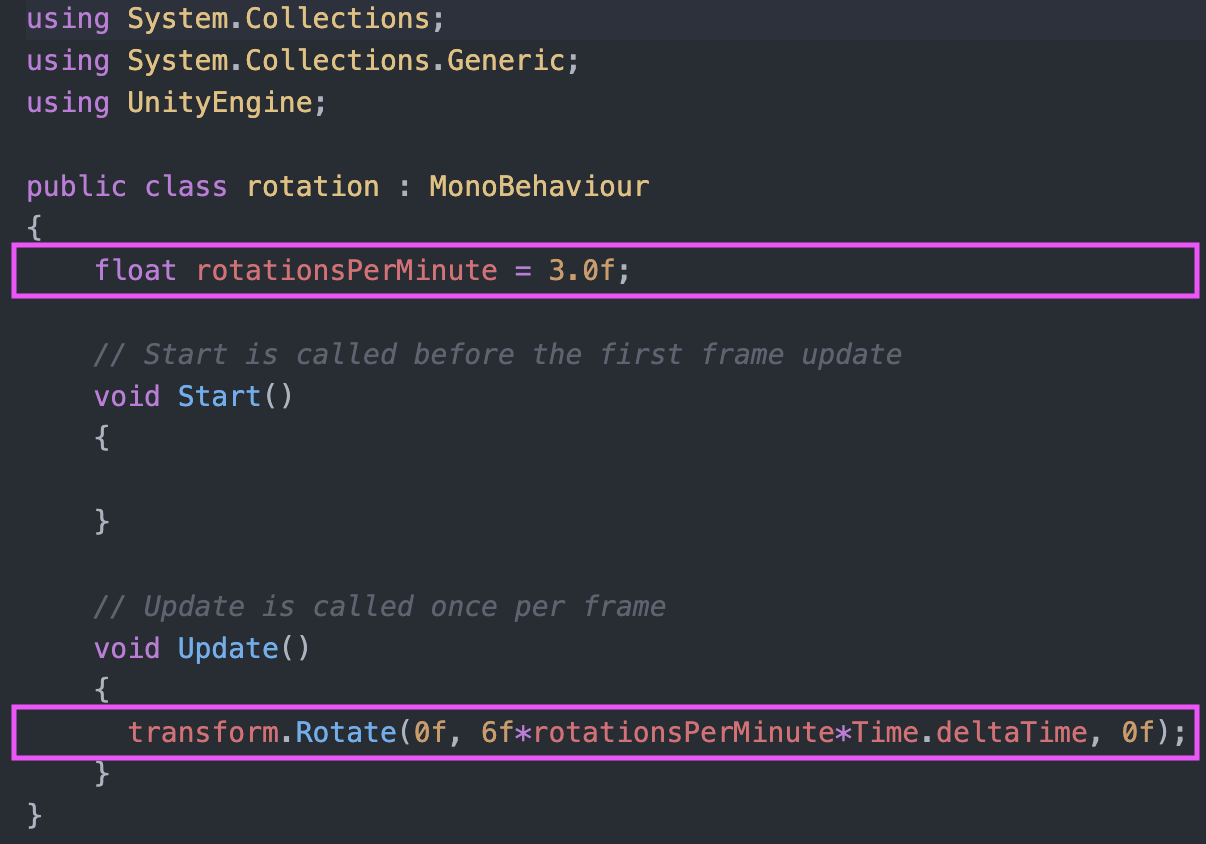 using System.Collections;
using System.Collections.Generic;
using UnityEngine;
public class rotation : MonoBehaviour
{
float rotationsPerMinute = 3.0f;
// Start is called before the first frame update
void Start()
{
}
// Update is called once per frame
void Update()
{
transform.Rotate(0f, 6f*rotationsPerMinute*Time.deltaTime, 0f);
}
}